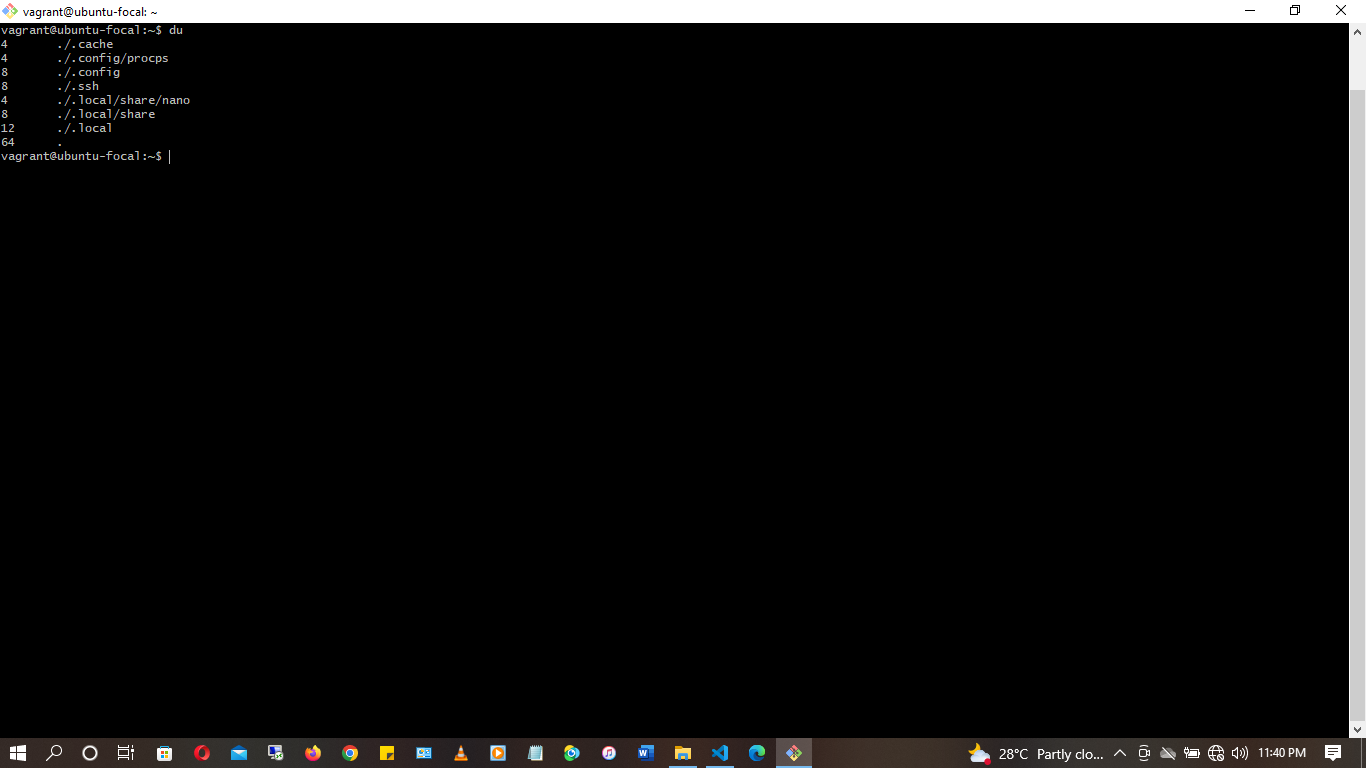 vagrant@ubuntu-focal: ~
vagrant@ubuntu-focal:~$ du
4 ./.cache
4 ./.config/procps
8 ./.config
8 ./.ssh
4 ./.local/share/nano
8 ./.local/share
12 ./.local
64 .
vagrant@ubuntu-focal:~$
28°C Partly clo... 11:40 PM